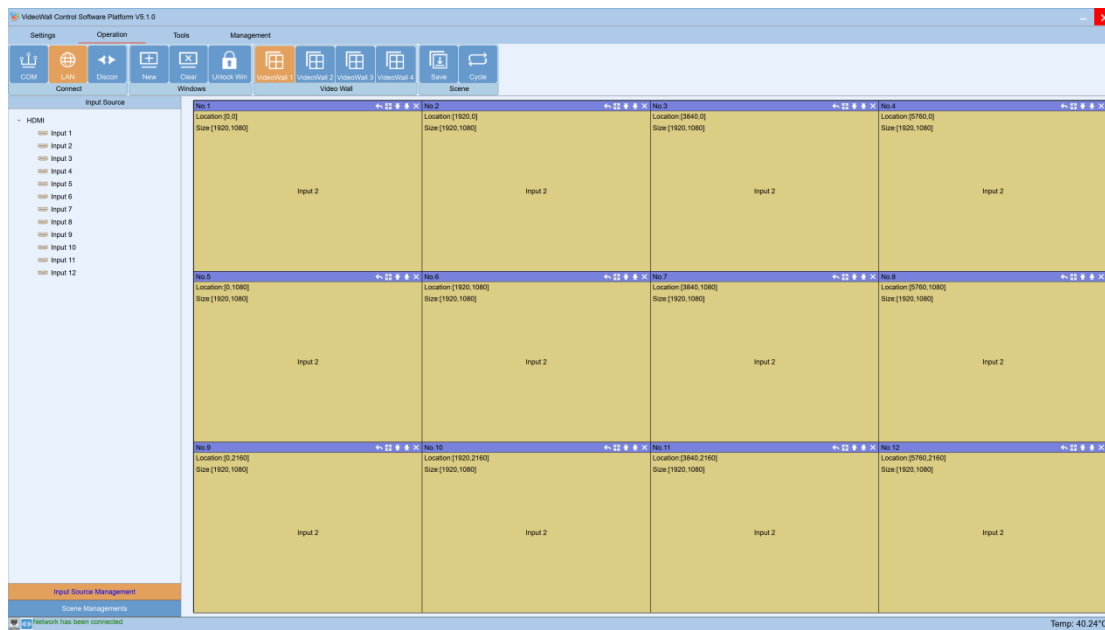 VideoWall Control Software Platform V5.1.0
Settings Operation Tools Management
COM LAN Discon New Clear Unlock Win VideoWall 1 VideoWall 2 VideoWall 3 VideoWall 4 Save Cycle
Connect Windows Video Wall Scene
Input Source
HDMI
Input 1
Input 2
Input 3
Input 4
Input 5
Input 6
Input 7
Input 8
Input 9
Input 10
Input 11
Input 12
Input Source Management
Scene Managements
No.1
Location:[0,0]
Size:[1920,1080]
Input 2
No.2
Location:[1920,0]
Size:[1920,1080]
Input 2
No.3
Location:[3840,0]
Size:[1920,1080]
Input 2
No.4
Location:[5760,0]
Size:[1920,1080]
Input 2
No.5
Location:[0,1080]
Size:[1920,1080]
Input 2
No.6
Location:[1920,1080]
Size:[1920,1080]
Input 2
No.7
Location:[3840,1080]
Size:[1920,1080]
Input 2
No.8
Location:[5760,1080]
Size:[1920,1080]
Input 2
No.9
Location:[0,2160]
Size:[1920,1080]
Input 2
No.10
Location:[1920,2160]
Size:[1920,1080]
Input 2
No.11
Location:[3840,2160]
Size:[1920,1080]
Input 2
No.12
Location:[5760,2160]
Size:[1920,1080]
Input 2
Network has been connected
Temp: 40.24°C